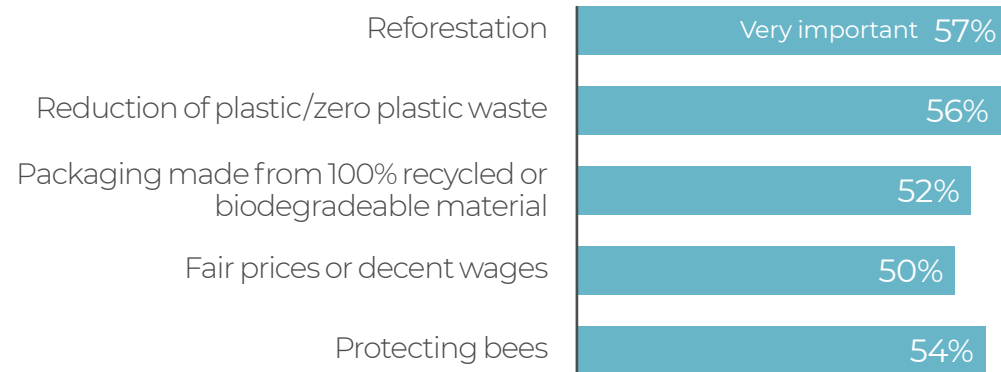 Reforestation Very important 57%
Reduction of plastic/zero plastic waste 56%
Packaging made from 100% recycled or
biodegradeable material 52%
Fair prices or decent wages 50%
Protecting bees 54%